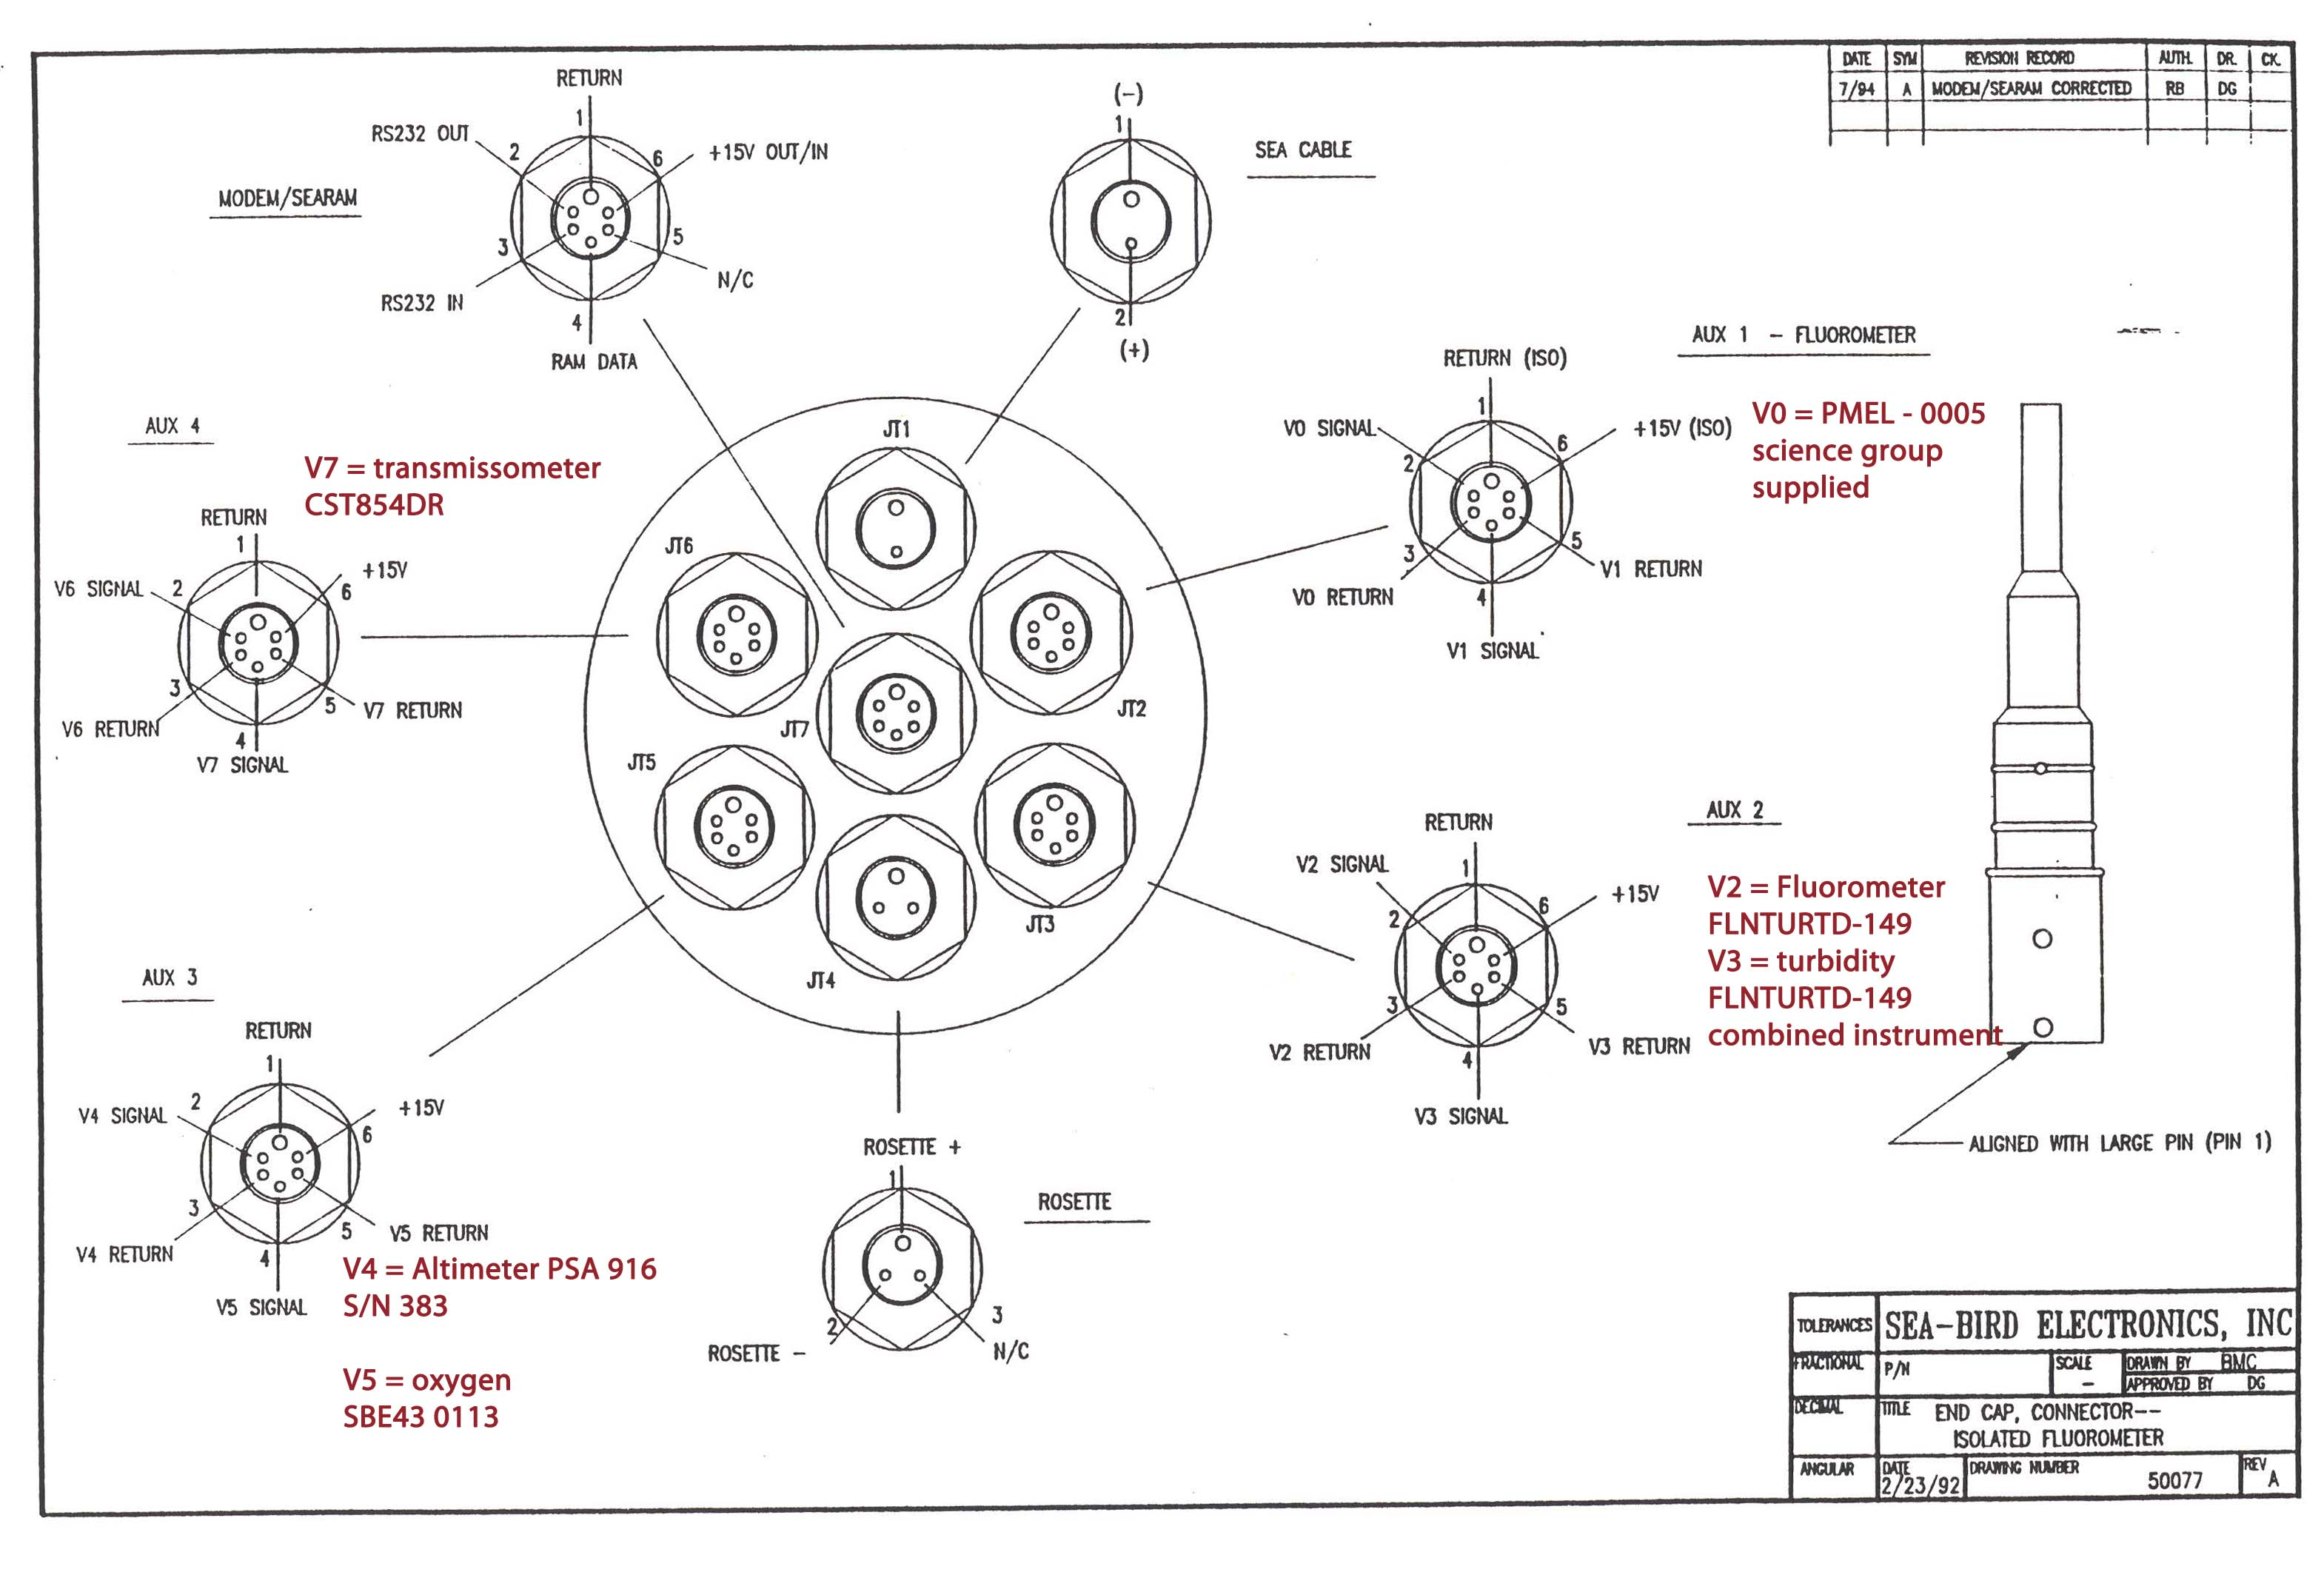 DATE SYM REVISION RECORD AUTH. DR. CK.
7/94 A MODEM/SEARAM CORRECTED RB DG
RETURN
1
RS232 OUT
2
6
+15V OUT/IN
MODEM/SEARAM
3
5
N/C
RS232 IN
4
RAM DATA
(-)
1
SEA CABLE
2
(+)
AUX 1 - FLUOROMETER
RETURN (ISO)
1
V0 SIGNAL
2
6
+15V (ISO)
3
5
V1 RETURN
V0 RETURN
4
V1 SIGNAL
V0 = PMEL - 0005
science group
supplied
AUX 4
V7 = transmissometer
CST854DR
RETURN
1
+15V
V6 SIGNAL
2
6
3
5
V7 RETURN
V6 RETURN
4
V7 SIGNAL
JT1
JT6
JT2
JT7
JT5
JT3
JT4
AUX 2
RETURN
1
V2 SIGNAL
2
6
+15V
3
5
V3 RETURN
V2 RETURN
4
V3 SIGNAL
V2 = Fluorometer
FLNTURTD-149
V3 = turbidity
FLNTURTD-149
combined instrument
ALIGNED WITH LARGE PIN (PIN 1)
AUX 3
RETURN
1
2
+15V
V4 SIGNAL
6
3
5
V5 RETURN
V4 RETURN
4
V5 SIGNAL
V4 = Altimeter PSA 916
S/N 383
V5 = oxygen
SBE43 0113
ROSETTE +
1
ROSETTE
2
3
ROSETTE -
N/C
TOLERANCES
SEA-BIRD ELECTRONICS, INC
FRACTIONAL
P/N
SCALE
-
DRAWN BY BMC
APPROVED BY DG
DECIMAL
TITLE END CAP, CONNECTOR--
ISOLATED FLUOROMETER
ANGULAR
DATE
2/23/92
DRAWING NUMBER
50077
REV
A